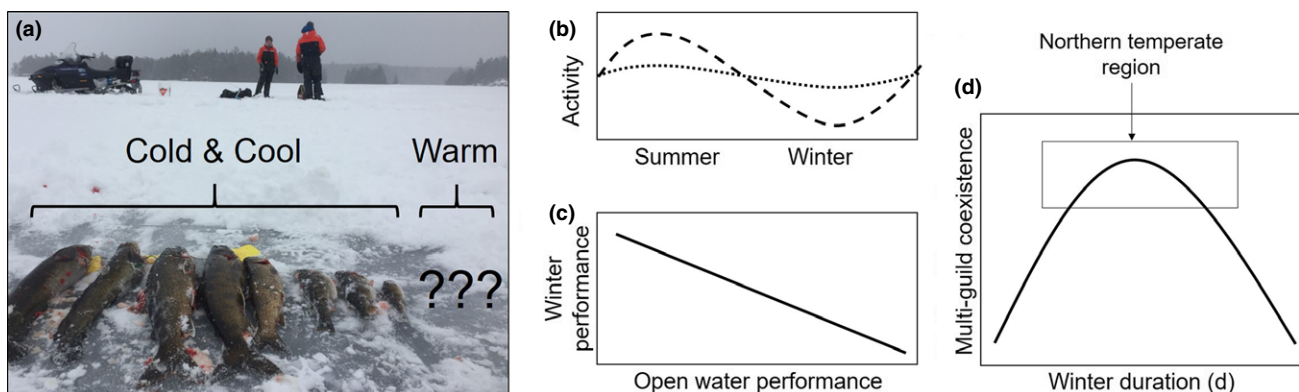 (a)
Cold & Cool
Warm
???
(b)
Activity
Summer
Winter
(c)
Winter
performance
Open water performance
Northern temperate
region
(d)
Multi-guild coexistence
Winter duration (d)